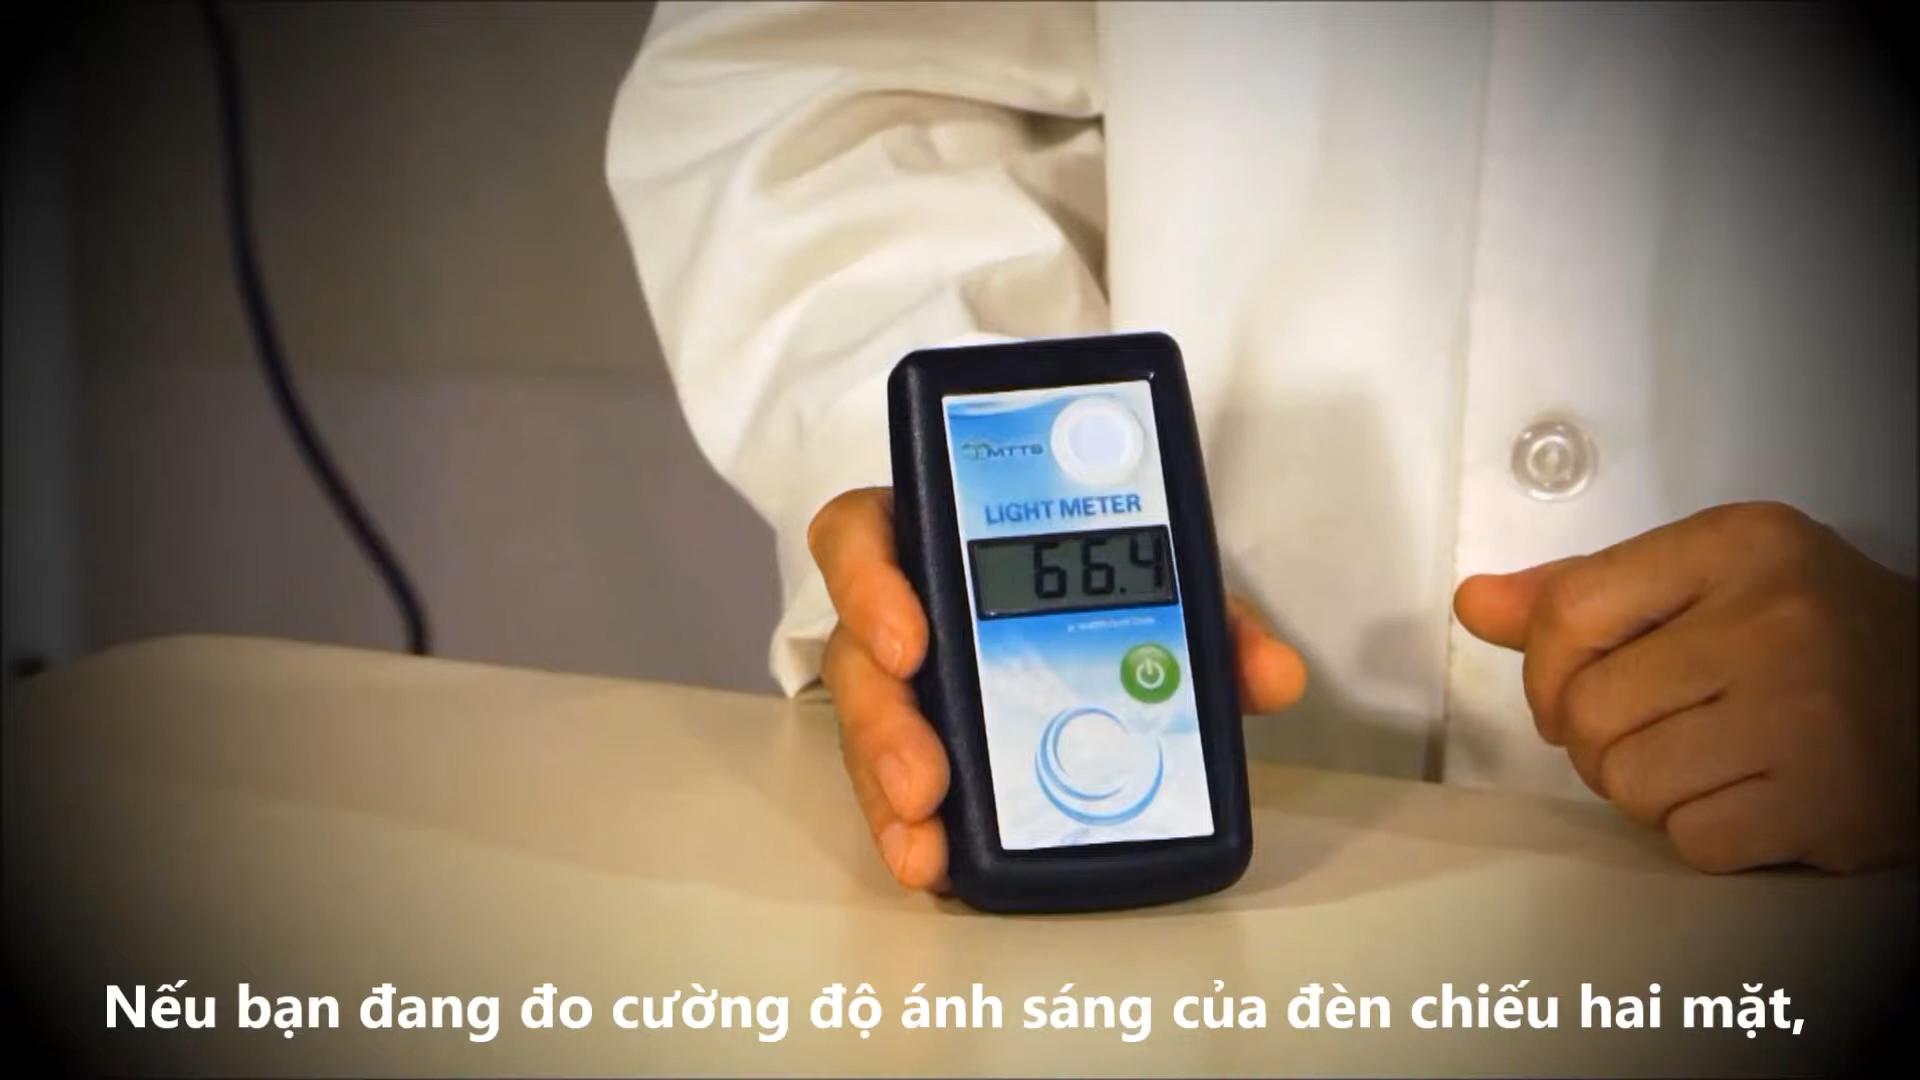 MTTS
LIGHT METER
66.4
Nếu bạn đang đo cường độ ánh sáng của đèn chiếu hai mặt,